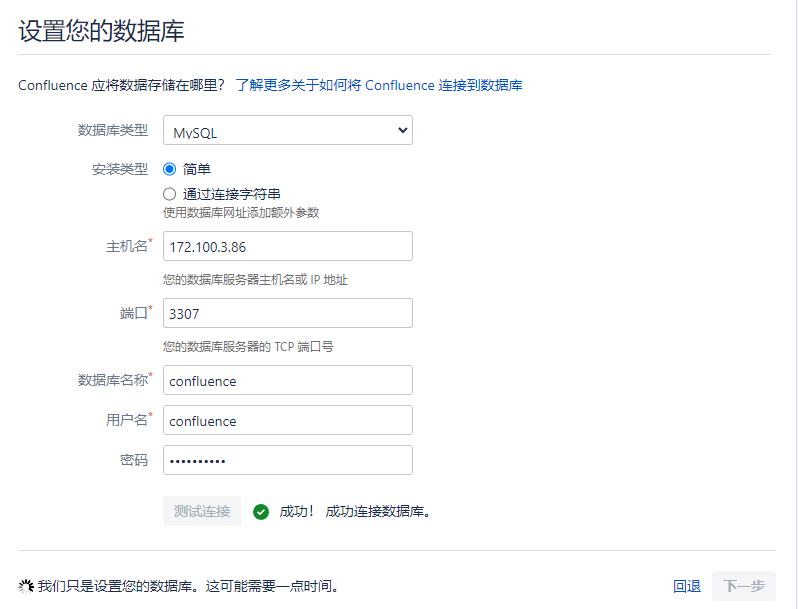 设置您的数据库
Confluence 应将数据存储在哪里? 了解更多关于如何将 Confluence 连接到数据库
数据库类型 MySQL
安装类型 简单
通过连接字符串
使用数据库网址添加额外参数
主机名* 172.100.3.86
您的数据库服务器主机名或 IP 地址
端口* 3307
您的数据库服务器的 TCP 端口号
数据库名称* confluence
用户名* confluence
密码 ••••••••••
测试连接 成功! 成功连接数据库。
我们只是设置您的数据库。这可能需要一点时间。 回退 下一步